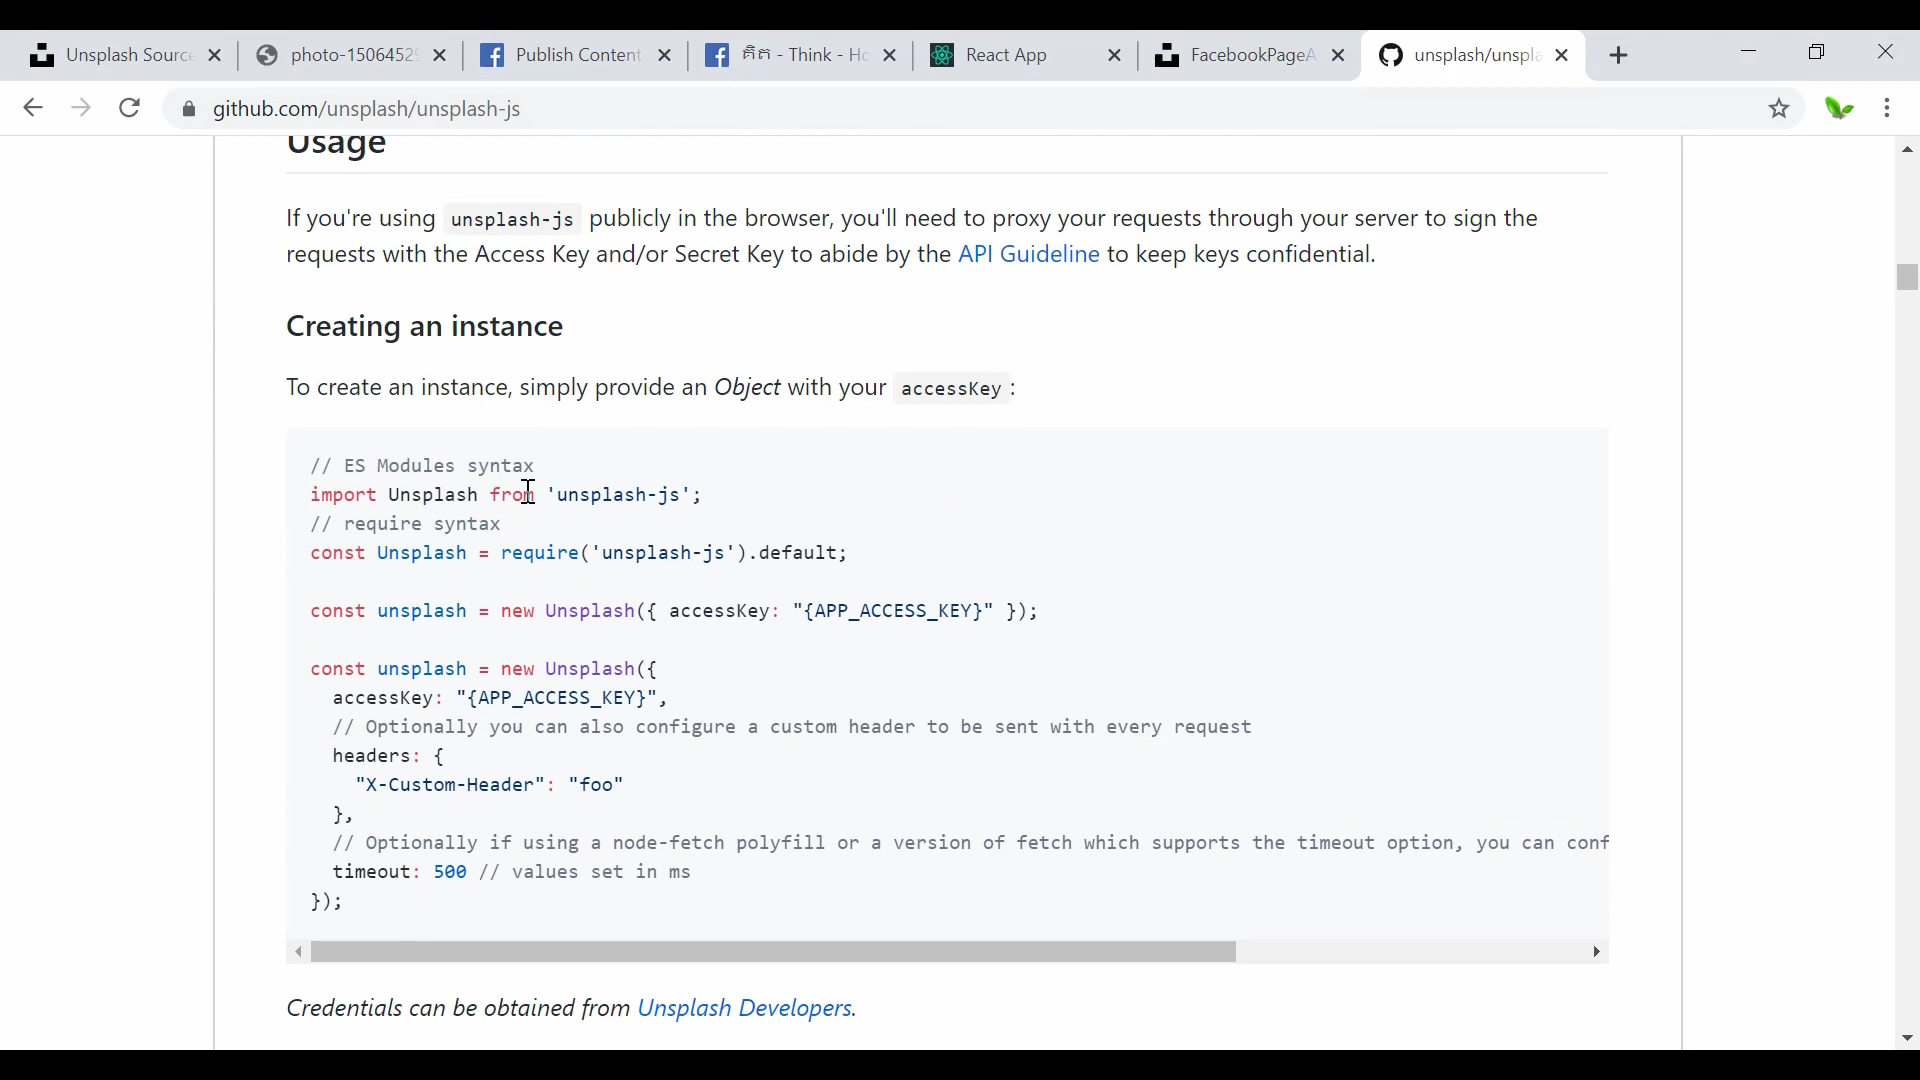 Unsplash Source
photo-1506452
Publish Content
គិត - Think - Ho
React App
FacebookPageA
unsplash/unspla
github.com/unsplash/unsplash-js
Usage
If you're using unsplash-js publicly in the browser, you'll need to proxy your requests through your server to sign the
requests with the Access Key and/or Secret Key to abide by the API Guideline to keep keys confidential.
Creating an instance
To create an instance, simply provide an Object with your accessKey :
// ES Modules syntax
import Unsplash from 'unsplash-js';
// require syntax
const Unsplash = require('unsplash-js').default;
const unsplash = new Unsplash({ accessKey: "{APP_ACCESS_KEY}" });
const unsplash = new Unsplash({
accessKey: "{APP_ACCESS_KEY}",
// Optionally you can also configure a custom header to be sent with every request
headers: {
"X-Custom-Header": "foo"
},
// Optionally if using a node-fetch polyfill or a version of fetch which supports the timeout option, you can conf
timeout: 500 // values set in ms
});
Credentials can be obtained from Unsplash Developers.